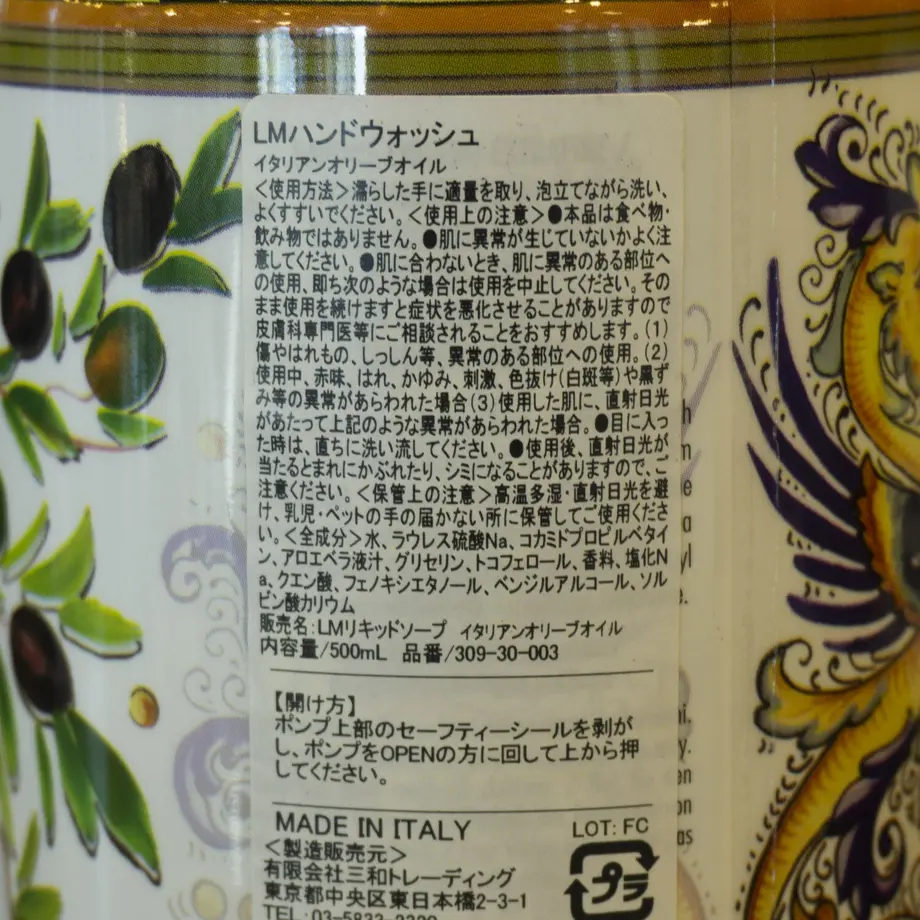 LMハンドウォッシュ
イタリアンオリーブオイル
＜使用方法＞濡らした手に適量を取り、泡立てながら洗い、
よくすすいでください。＜使用上の注意＞●本品は食べ物・
飲み物ではありません。●肌に異常が生じていないかよく注
意してください。●肌に合わないとき、肌に異常のある部位へ
の使用、即ち次のような場合は使用を中止してください。その
まま使用を続けますと症状を悪化させることがありますので
皮膚科専門医等にご相談されることをおすすめします。（1）
傷やはれもの、しっしん等、異常のある部位への使用。（2）
使用中、赤味、はれ、かゆみ、刺激、色抜け（白斑等）や黒ず
み等の異常があらわれた場合（3）使用した肌に、直射日光
があたって上記のような異常があらわれた場合。●目に入っ
た時は、直ちに洗い流してください。●使用後、直射日光が
当たるとまれにかぶれたり、シミになることがありますので、ご
注意ください。＜保管上の注意＞高温多湿・直射日光を避
け、乳児・ペットの手の届かない所に保管してご使用くださ
い。＜全成分＞水、ラウレス硫酸Na、コカミドプロピルベタイ
ン、アロエベラ液汁、グリセリン、トコフェロール、香料、塩化N
a、クエン酸、フェノキシエタノール、ベンジルアルコール、ソル
ビン酸カリウム
販売名：LMリキッドソープ イタリアンオリーブオイル
内容量/500mL 品番/309-30-003
【開け方】
ポンプ上部のセーフティーシールを剥が
し、ポンプをOPENの方に回して上から押
してください。
MADE IN ITALY LOT: FC
＜製造販売元＞
有限会社三和トレーディング
東京都中央区東日本橋2-3-1
プラ